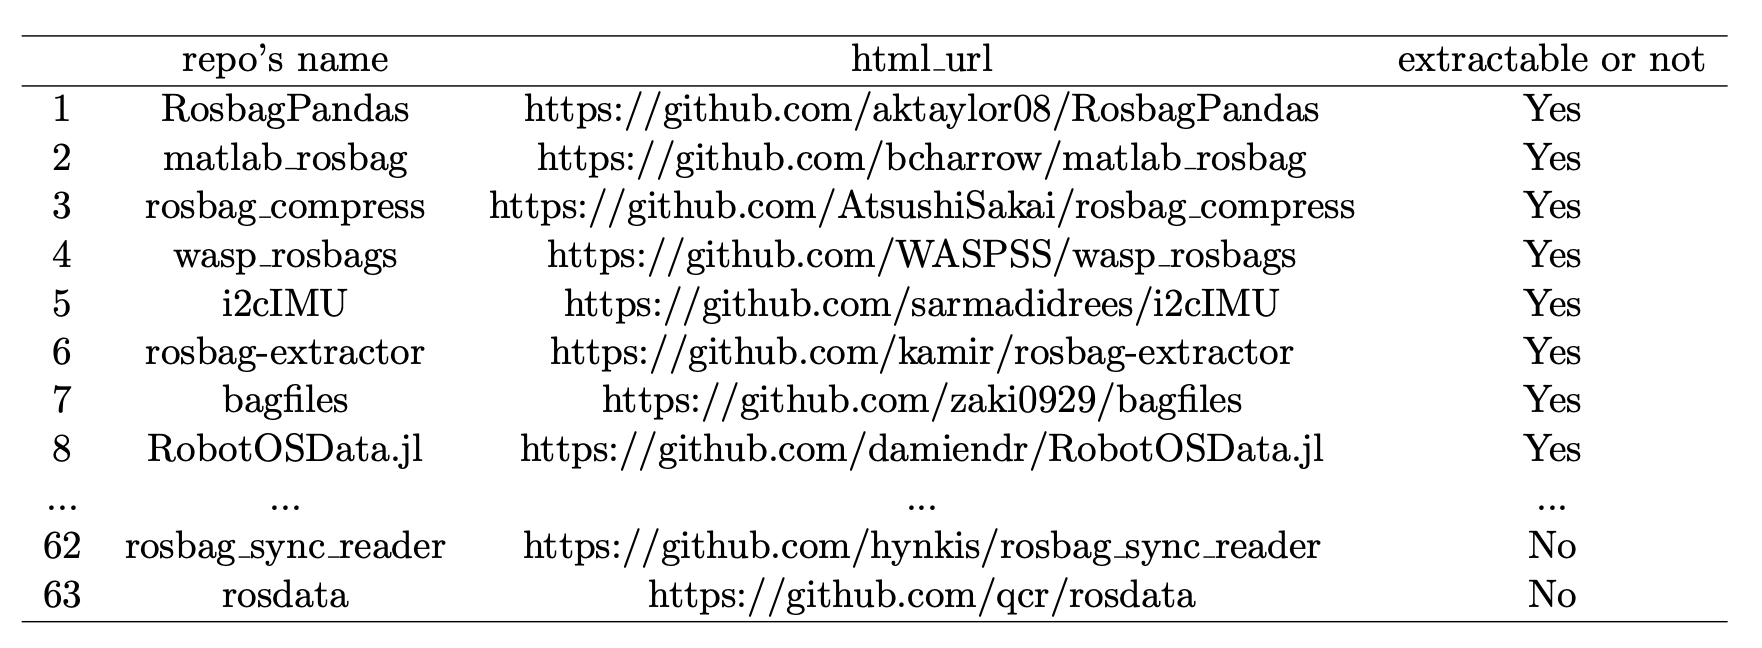 repo's name html_url extractable or not
1 RosbagPandas https://github.com/aktaylor08/RosbagPandas Yes
2 matlab_rosbag https://github.com/bcharrow/matlab_rosbag Yes
3 rosbag_compress https://github.com/AtsushiSakai/rosbag_compress Yes
4 wasp_rosbags https://github.com/WASPSS/wasp_rosbags Yes
5 i2cIMU https://github.com/sarmadidrees/i2cIMU Yes
6 rosbag-extractor https://github.com/kamir/rosbag-extractor Yes
7 bagfiles https://github.com/zaki0929/bagfiles Yes
8 RobotOSData.jl https://github.com/damiendr/RobotOSData.jl Yes
... ... ... ...
62 rosbag_sync_reader https://github.com/hynkis/rosbag_sync_reader No
63 rosdata https://github.com/qcr/rosdata No